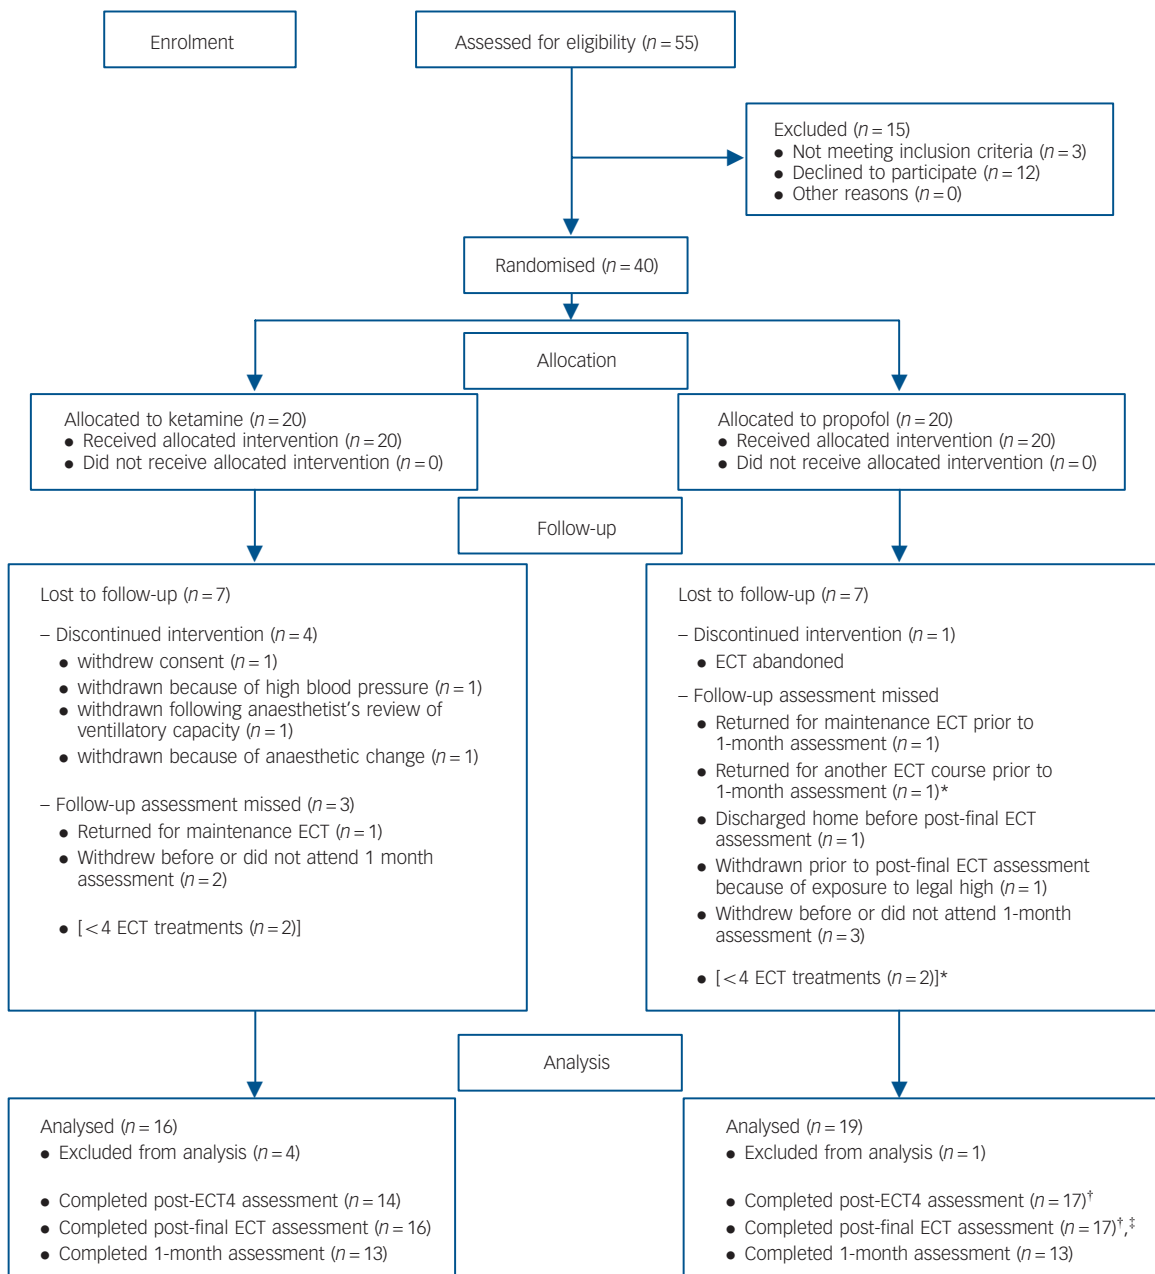 Enrolment
Assessed for eligibility (n = 55)
Excluded (n = 15)
• Not meeting inclusion criteria (n = 3)
• Declined to participate (n = 12)
• Other reasons (n = 0)
Randomised (n = 40)
Allocation
Allocated to ketamine (n = 20)
• Received allocated intervention (n = 20)
• Did not receive allocated intervention (n = 0)
Allocated to propofol (n = 20)
• Received allocated intervention (n = 20)
• Did not receive allocated intervention (n = 0)
Follow-up
Lost to follow-up (n = 7)
– Discontinued intervention (n = 4)
• withdrew consent (n = 1)
• withdrawn because of high blood pressure (n = 1)
• withdrawn following anaesthetist's review of
ventillatory capacity (n = 1)
• withdrawn because of anaesthetic change (n = 1)
– Follow-up assessment missed (n = 3)
• Returned for maintenance ECT (n = 1)
• Withdrew before or did not attend 1 month
assessment (n = 2)
• [<4 ECT treatments (n = 2)]
Lost to follow-up (n = 7)
– Discontinued intervention (n = 1)
• ECT abandoned
– Follow-up assessment missed
• Returned for maintenance ECT prior to
1-month assessment (n = 1)
• Returned for another ECT course prior to
1-month assessment (n = 1)*
• Discharged home before post-final ECT
assessment (n = 1)
• Withdrawn prior to post-final ECT assessment
because of exposure to legal high (n = 1)
• Withdrew before or did not attend 1-month
assessment (n = 3)
• [<4 ECT treatments (n = 2)]*
Analysis
Analysed (n = 16)
• Excluded from analysis (n = 4)
• Completed post-ECT4 assessment (n = 14)
• Completed post-final ECT assessment (n = 16)
• Completed 1-month assessment (n = 13)
Analysed (n = 19)
• Excluded from analysis (n = 1)
• Completed post-ECT4 assessment (n = 17)†
• Completed post-final ECT assessment (n = 17)†,‡
• Completed 1-month assessment (n = 13)